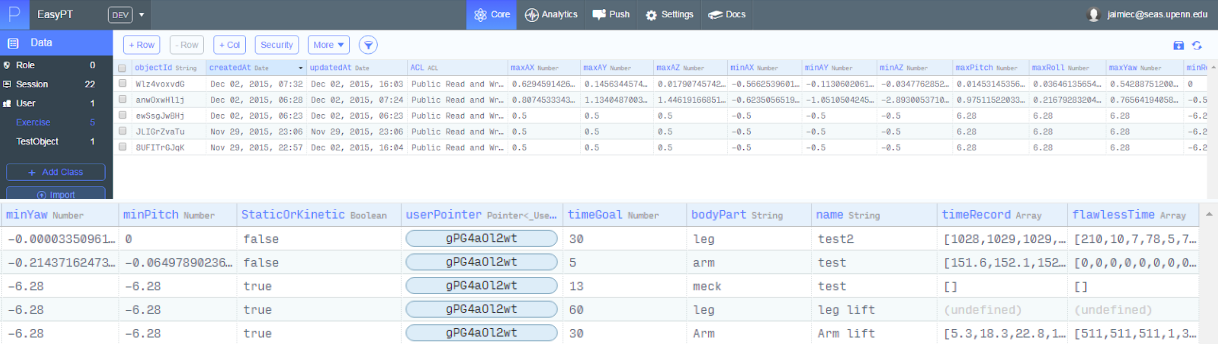 P EasyPT DEV Core Analytics Push Settings Docs jaimiec@seas.upenn.edu
Data + Row - Row + Col Security More
Role 0
Session 22
User 1
Exercise 5
TestObject 1
+ Add Class
Import
objectId String createdAt Date updatedAt Date ACL ACL maxAX Number maxAY Number maxAZ Number minAX Number minAY Number minAZ Number maxPitch Number maxRoll Number maxYaw Number minRo
Wlz4voxvdG Dec 02, 2015, 07:32 Dec 02, 2015, 16:03 Public Read and Wr... 0.6294591426... 0.1456344574... 0.01790745742... -0.5662539601... -0.1130602061... -0.0347762852... 0.01453145356... 0.03646135654... 0.54288751200... 0
anwOxwHllj Dec 02, 2015, 06:28 Dec 02, 2015, 07:24 Public Read and Wr... 0.8074533343... 1.1340487003... 1.44619166851... -0.6235056519... -1.0510504245... -2.8930053710... 0.97511522033... 0.21679283204... 0.76564194058... -0.
ewSsgJw8Hj Dec 02, 2015, 06:23 Dec 02, 2015, 06:23 Public Read and Wr... 0.5 0.5 0.5 -0.5 -0.5 -0.5 6.28 6.28 6.28 -6.2
JLIGrZvaTu Nov 29, 2015, 23:06 Nov 29, 2015, 23:06 Public Read and Wr... 0.5 0.5 0.5 -0.5 -0.5 -0.5 6.28 6.28 6.28 -6.2
8UFITrGJqK Nov 29, 2015, 22:57 Dec 02, 2015, 16:04 Public Read and Wr... 0.5 0.5 0.5 -0.5 -0.5 -0.5 6.28 6.28 6.28 -6.2
minYaw Number minPitch Number StaticOrKinetic Boolean userPointer Pointer<_Use... timeGoal Number bodyPart String name String timeRecord Array flawlessTime Array
-0.00003350961... 0 false gPG4aOl2wt 30 leg test2 [1028,1029,1029,... [210,10,7,78,5,7...
-0.21437162473... -0.06497890236... false gPG4aOl2wt 5 arm test [151.6,152.1,152... [0,0,0,0,0,0,0,0...
-6.28 -6.28 true gPG4aOl2wt 13 meck test [] []
-6.28 -6.28 true gPG4aOl2wt 60 leg leg lift (undefined) (undefined)
-6.28 -6.28 true gPG4aOl2wt 30 Arm Arm lift [5.3,18.3,22.8,1... [511,511,511,1,3...